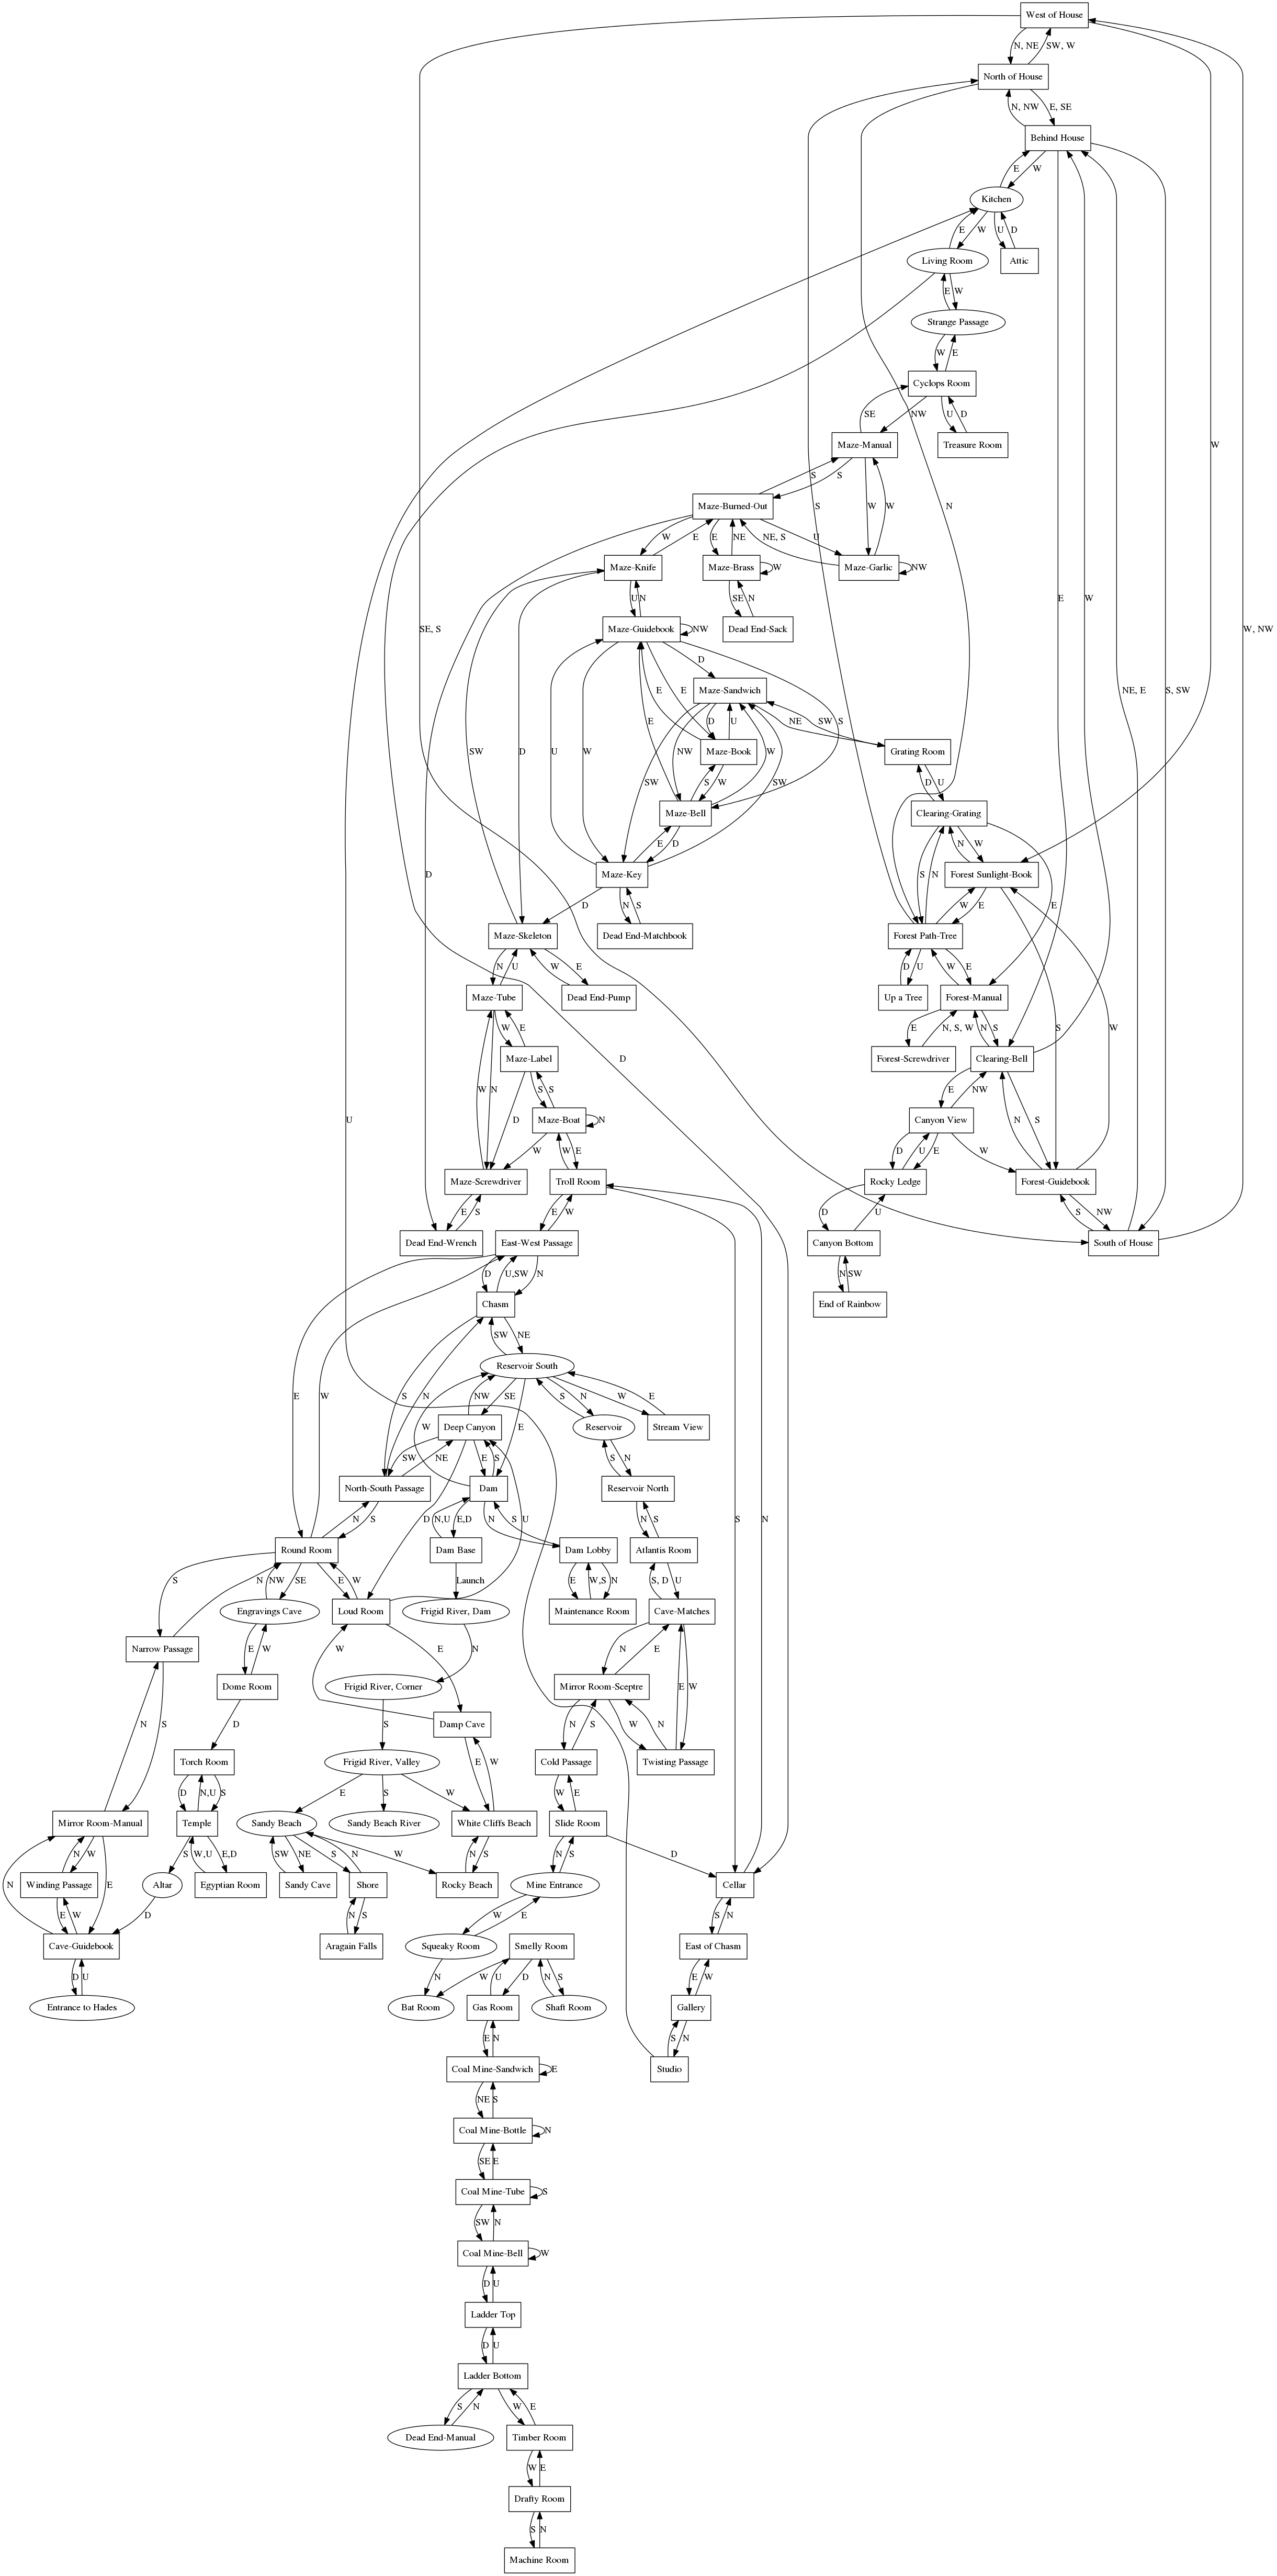 West of House
N, NE
SW, W
North of House
N, NW
E, SE
Behind House
E
W
Kitchen
E
W
U
D
Living Room
Attic
E
W
Strange Passage
W
E
Cyclops Room
SE
NW
U
D
W
Maze-Manual
Treasure Room
S
S
S
W
W
N
Maze-Burned-Out
W
E
NE
NE, S
U
E
Maze-Knife
Maze-Brass
W
Maze-Garlic
NW
U
N
SE
N
E
W
SE, S
Maze-Guidebook
NW
Dead End-Sack
W, NW
D
Maze-Sandwich
E
E
D
U
NE
SW
S
NE, E
S, SW
SW
D
U
W
E
NW
Maze-Book
Grating Room
W
SW
SW
S
W
D
U
Maze-Bell
Clearing-Grating
E
D
S
N
N
W
Maze-Key
Forest Sunlight-Book
D
D
N
S
W
E
E
Maze-Skeleton
Dead End-Matchbook
Forest Path-Tree
N
U
W
E
D
U
W
E
Maze-Tube
Dead End-Pump
Up a Tree
Forest-Manual
S
W
W
E
E
N, S, W
N
S
D
Maze-Label
Forest-Screwdriver
Clearing-Bell
W
N
D
S
S
E
NW
S
U
Maze-Boat
N
Canyon View
N
W
W
E
D
U
E
W
Maze-Screwdriver
Troll Room
Rocky Ledge
Forest-Guidebook
E
S
E
W
D
U
S
NW
Dead End-Wrench
East-West Passage
Canyon Bottom
South of House
D
U,SW
N
N
SW
Chasm
End of Rainbow
SW
NE
Reservoir South
E
W
S
N
W
NW
SE
E
S
N
W
E
Deep Canyon
Reservoir
Stream View
SW
NE
E
S
S
N
North-South Passage
Dam
Reservoir North
N
S
D
N,U
E,D
N
S
U
N
S
S
N
Round Room
Dam Base
Dam Lobby
Atlantis Room
S
N
NW
SE
E
W
Launch
E
W,S
N
S, D
U
Engravings Cave
Loud Room
Frigid River, Dam
Maintenance Room
Cave-Matches
Narrow Passage
E
W
W
E
N
N
E
E
W
Dome Room
Frigid River, Corner
Mirror Room-Sceptre
N
S
D
S
Damp Cave
N
S
W
N
Torch Room
Frigid River, Valley
E
W
Cold Passage
Twisting Passage
D
N,U
S
E
S
W
W
E
Mirror Room-Manual
Temple
Sandy Beach
Sandy Beach River
White Cliffs Beach
Slide Room
N
N
W
E
S
W,U
E,D
SW
NE
S
N
W
N
S
N
S
D
Winding Passage
Altar
Egyptian Room
Sandy Cave
Shore
Rocky Beach
Mine Entrance
Cellar
E
W
D
N
S
W
E
S
N
Cave-Guidebook
Aragain Falls
Squeaky Room
Smelly Room
East of Chasm
D
U
N
W
U
D
N
S
E
W
Entrance to Hades
Bat Room
Gas Room
Shaft Room
Gallery
E
N
S
N
Coal Mine-Sandwich
E
Studio
NE
S
Coal Mine-Bottle
N
SE
E
Coal Mine-Tube
S
SW
N
Coal Mine-Bell
W
D
U
Ladder Top
D
U
Ladder Bottom
S
N
W
E
Dead End-Manual
Timber Room
W
E
Drafty Room
S
N
Machine Room